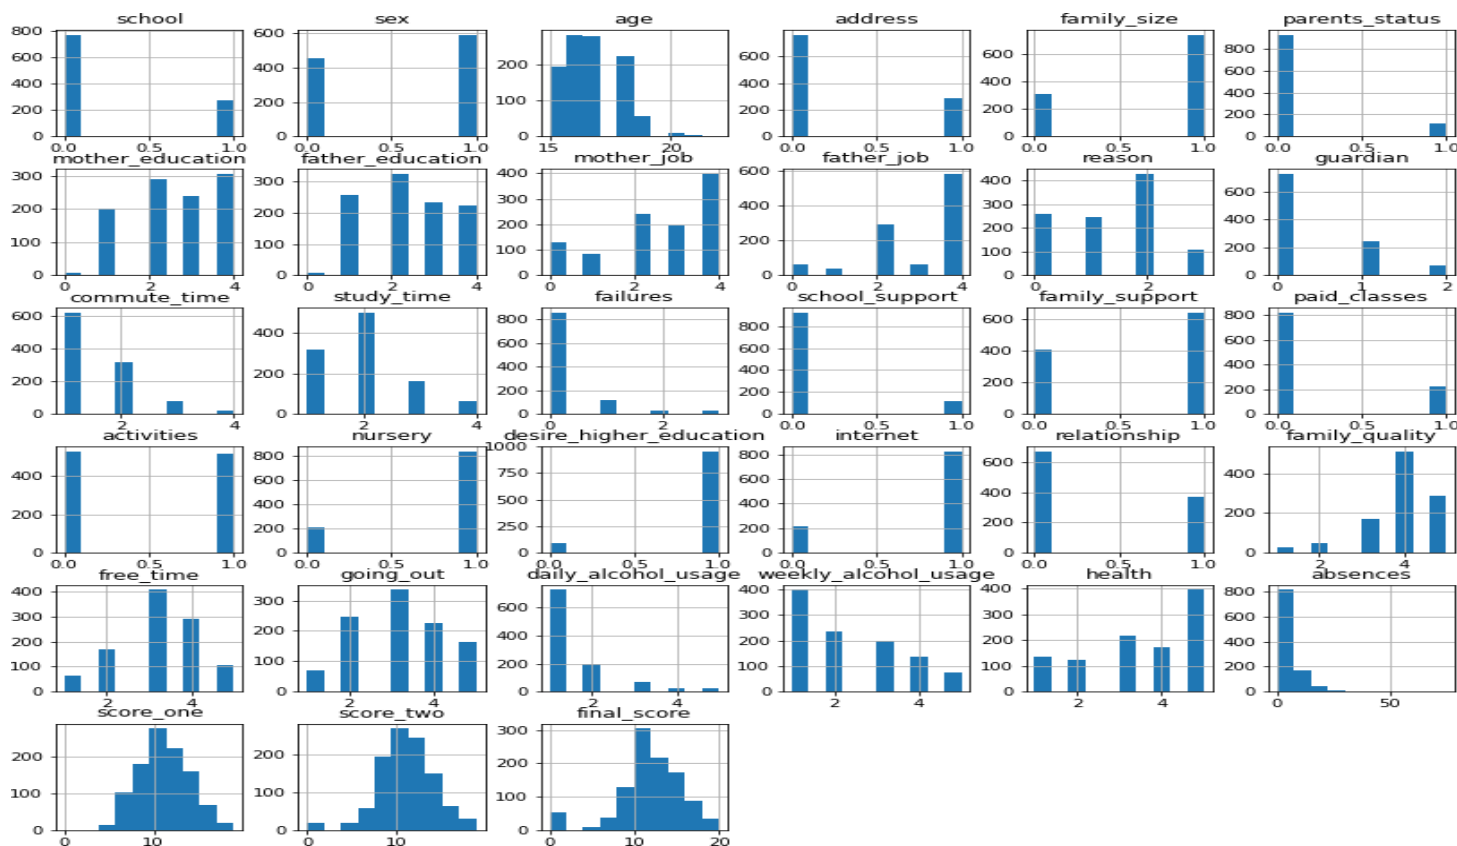 school
800
600
400
200
0
0.0 0.5 1.0
sex
600
400
200
0
0.0 0.5 1.0
age
200
100
0
15 20
address
600
400
200
0
0.0 0.5 1.0
family_size
600
400
200
0
0.0 0.5 1.0
parents_status
800
600
400
200
0
0.0 0.5 1.0
mother_education
300
200
100
0
0 2 4
father_education
300
200
100
0
0 2 4
mother_job
400
300
200
100
0
0 2 4
father_job
600
400
200
0
0 2 4
reason
400
300
200
100
0
0 2
guardian
600
400
200
0
0 1 2
commute_time
600
400
200
0
2 4
study_time
400
200
0
2 4
failures
800
600
400
200
0
0 2
school_support
800
600
400
200
0
0.0 0.5 1.0
family_support
600
400
200
0
0.0 0.5 1.0
paid_classes
800
600
400
200
0
0.0 0.5 1.0
activities
400
200
0
0.0 0.5 1.0
nursery
800
600
400
200
0
0.0 0.5 1.0
desire_higher_education
1000
750
500
250
0
0.0 0.5 1.0
internet
800
600
400
200
0
0.0 0.5 1.0
relationship
600
400
200
0
0.0 0.5 1.0
family_quality
400
200
0
2 4
free_time
400
300
200
100
0
2 4
going_out
300
200
100
0
2 4
daily_alcohol_usage
600
400
200
0
2 4
weekly_alcohol_usage
400
300
200
100
0
2 4
health
400
300
200
100
0
2 4
absences
800
600
400
200
0
0 50
score_one
200
100
0
0 10
score_two
200
100
0
0 10
final_score
300
200
100
0
0 10 20